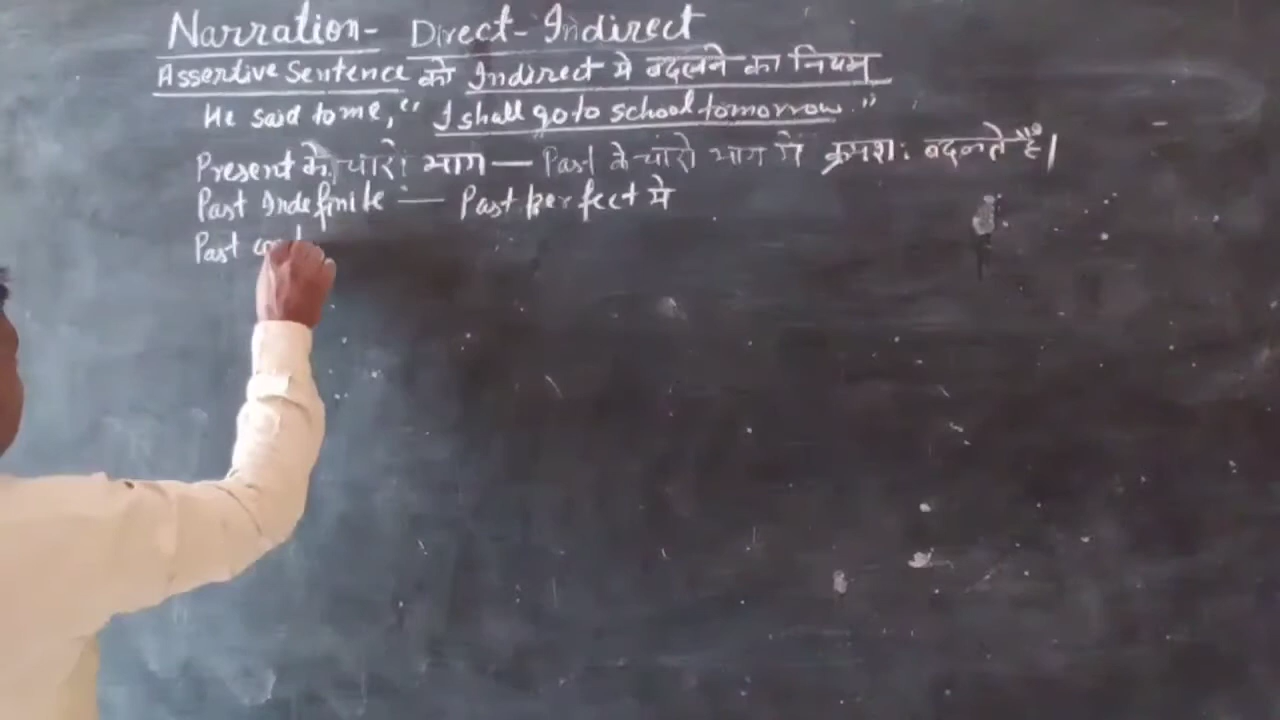 Narration- Direct-Indirect
Assertive Sentence को Indirect मे बदलने का नियम
He said to me, "I shall go to school tomorrow."
Present के चारो भाग — Past के चारो भाग मे क्रमशः बदलते हैं।
Past Indefinite — Past perfect मे
Past